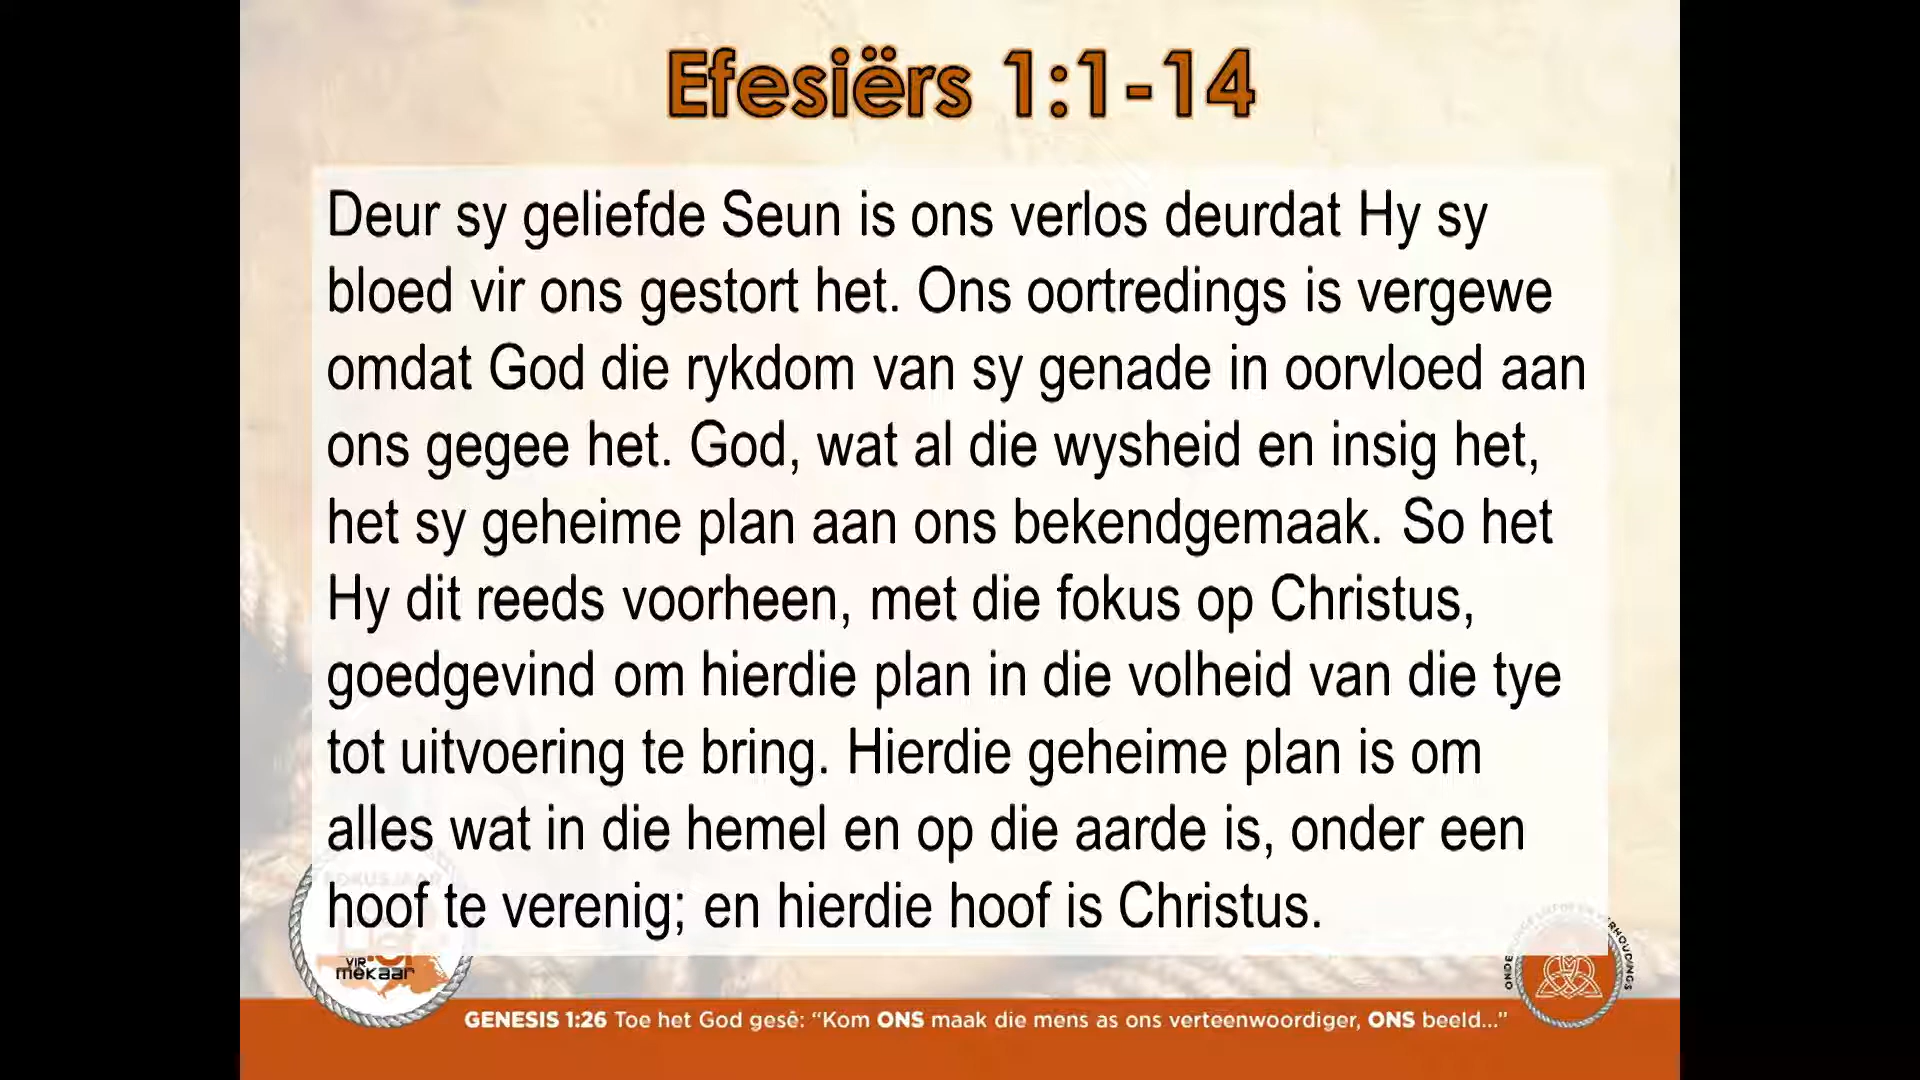 Efesiërs 1:1-14
Deur sy geliefde Seun is ons verlos deurdat Hy sy
bloed vir ons gestort het. Ons oortredings is vergewe
omdat God die rykdom van sy genade in oorvloed aan
ons gegee het. God, wat al die wysheid en insig het,
het sy geheime plan aan ons bekendgemaak. So het
Hy dit reeds voorheen, met die fokus op Christus,
goedgevind om hierdie plan in die volheid van die tye
tot uitvoering te bring. Hierdie geheime plan is om
alles wat in die hemel en op die aarde is, onder een
hoof te verenig; en hierdie hoof is Christus.
FOKUSJAAR
VIR
mekaar
GENESIS 1:26 Toe het God gesê: “Kom ONS maak die mens as ons verteenwoordiger, ONS beeld...”